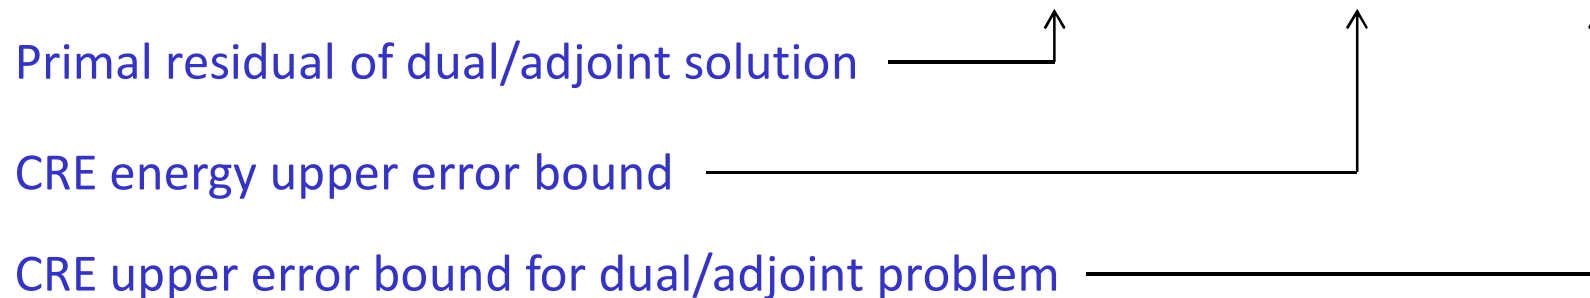 Primal residual of dual/adjoint solution
CRE energy upper error bound
CRE upper error bound for dual/adjoint problem